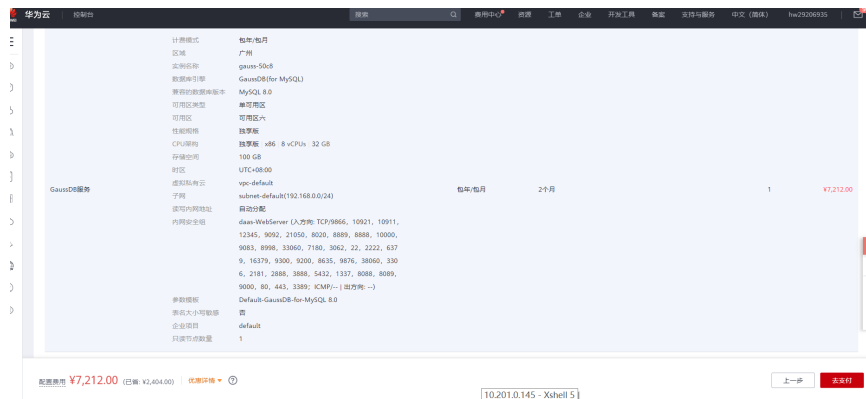 华为云 控制台 搜索 费用中心 资源 工单 企业 开发工具 备案 支持与服务 中文（简体） hw29206935
计费模式 包年/包月
区域 广州
实例名称 gauss-50c8
数据库引擎 GaussDB(for MySQL)
兼容的数据库版本 MySQL 8.0
可用区类型 单可用区
可用区 可用区六
性能规格 独享版
CPU架构 独享版 x86 8 vCPUs 32 GB
存储空间 100 GB
时区 UTC+08:00
虚拟私有云 vpc-default
GaussDB服务 子网 subnet-default(192.168.0.0/24) 包年/包月 2个月 1 ¥7,212.00
读写内网地址 自动分配
内网安全组 daas-WebServer (入方向: TCP/9866, 10921, 10911,
12345, 9092, 21050, 8020, 8889, 8888, 10000,
9083, 8998, 33060, 7180, 3062, 22, 2222, 637
9, 16379, 9300, 9200, 8635, 9876, 38060, 330
6, 2181, 2888, 3888, 5432, 1337, 8088, 8089,
9000, 80, 443, 3389; ICMP/-- | 出方向: --)
参数模板 Default-GaussDB-for-MySQL 8.0
表名大小写敏感 否
企业项目 default
只读节点数量 1
配置费用 ¥7,212.00 (已省: ¥2,404.00) 优惠详情 上一步 去支付
10.201.0.145 - Xshell 5